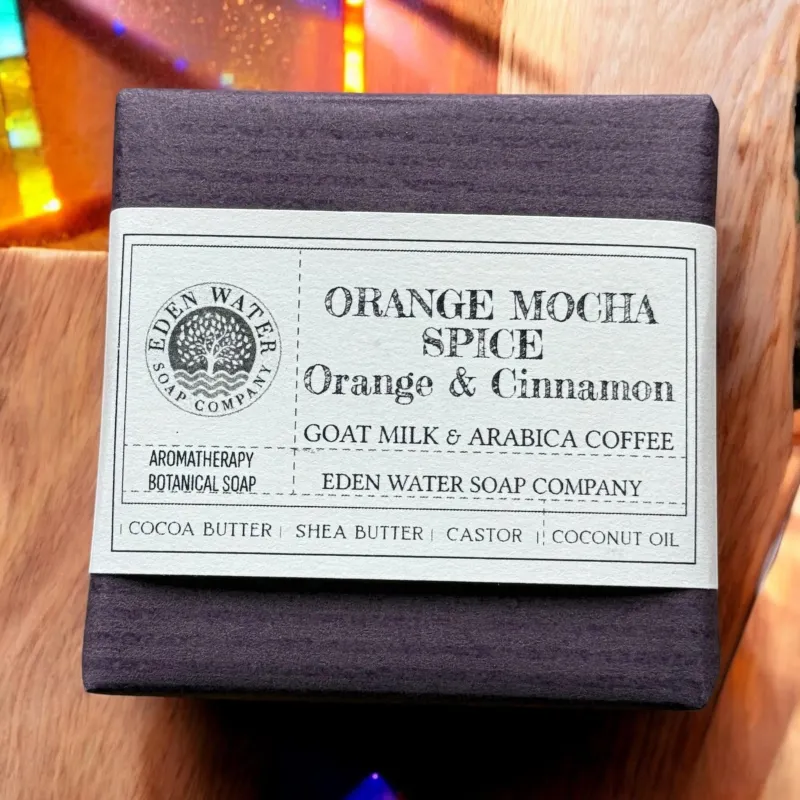 EDEN WATER
SOAP COMPANY
ORANGE MOCHA
SPICE
Orange & Cinnamon
GOAT MILK & ARABICA COFFEE
AROMATHERAPY
BOTANICAL SOAP
EDEN WATER SOAP COMPANY
COCOA BUTTER | SHEA BUTTER | CASTOR | COCONUT OIL